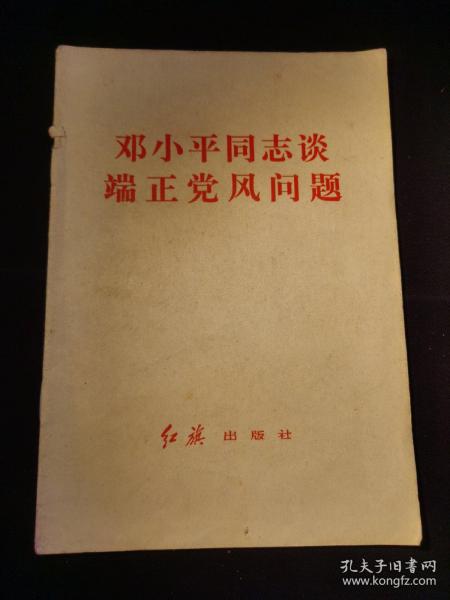 邓小平同志谈
端正党风问题
红旗 出版社
孔夫子旧书网
www.kongfz.com